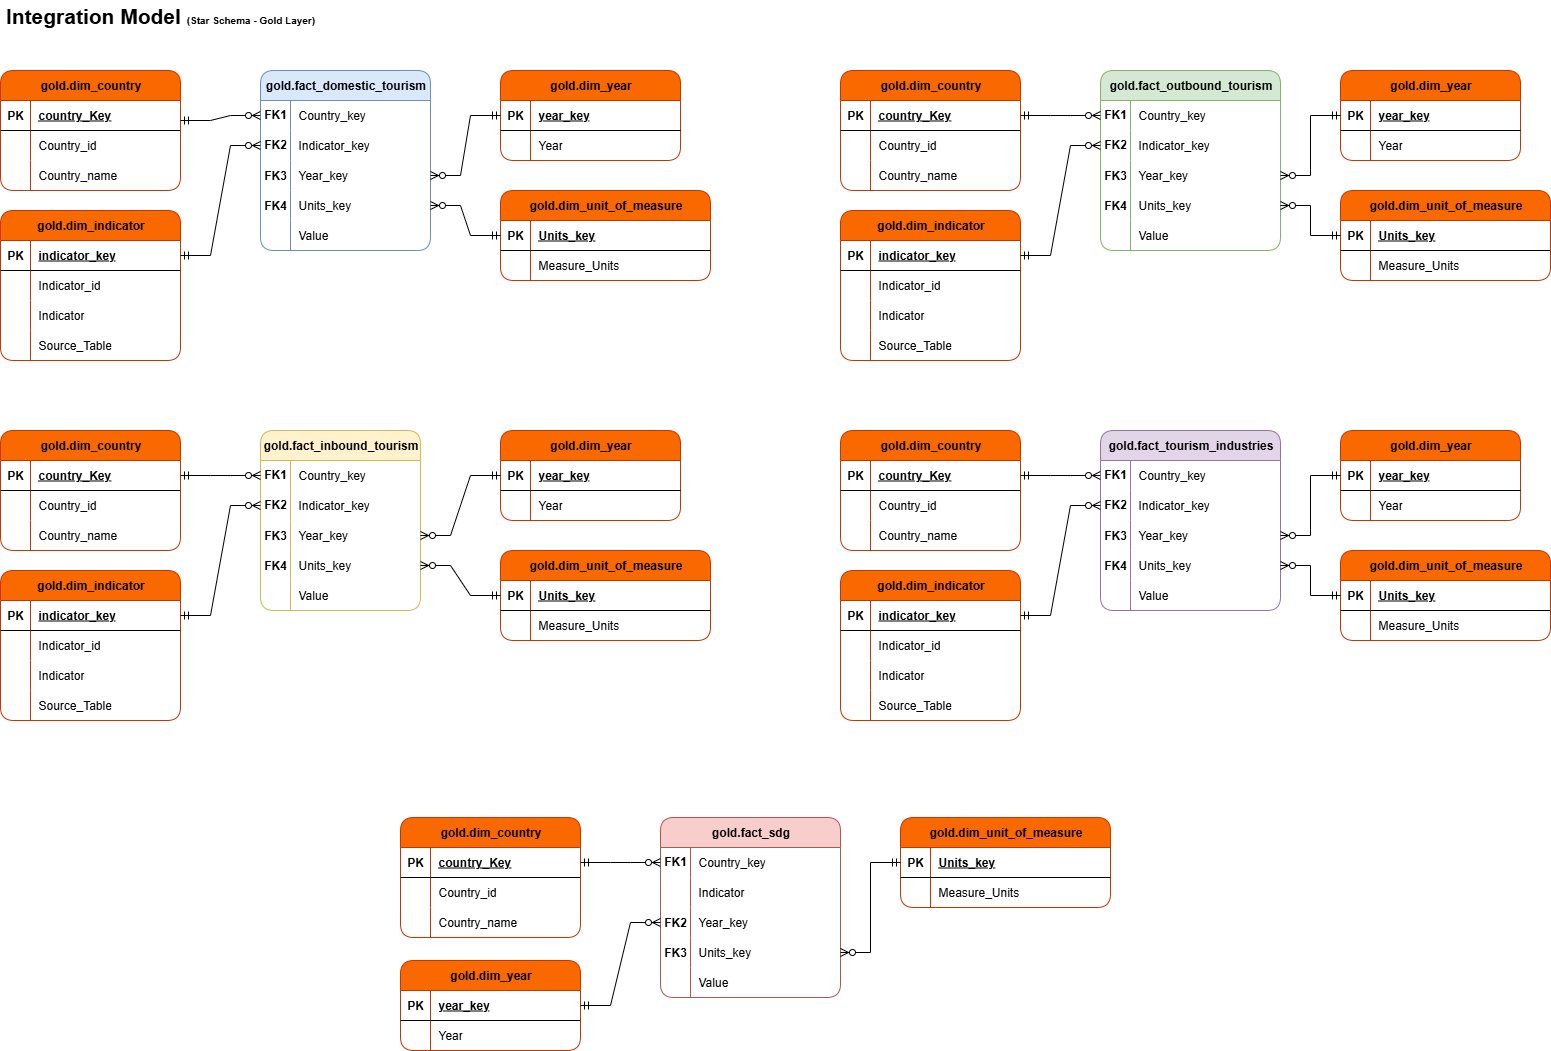 Integration Model (Star Schema - Gold Layer)
gold.dim_country
PK country_Key
Country_id
Country_name
gold.dim_indicator
PK indicator_key
Indicator_id
Indicator
Source_Table
gold.fact_domestic_tourism
FK1 Country_key
FK2 Indicator_key
FK3 Year_key
FK4 Units_key
Value
gold.dim_year
PK year_key
Year
gold.dim_unit_of_measure
PK Units_key
Measure_Units
gold.dim_country
PK country_Key
Country_id
Country_name
gold.dim_indicator
PK indicator_key
Indicator_id
Indicator
Source_Table
gold.fact_outbound_tourism
FK1 Country_key
FK2 Indicator_key
FK3 Year_key
FK4 Units_key
Value
gold.dim_year
PK year_key
Year
gold.dim_unit_of_measure
PK Units_key
Measure_Units
gold.dim_country
PK country_Key
Country_id
Country_name
gold.dim_indicator
PK indicator_key
Indicator_id
Indicator
Source_Table
gold.fact_inbound_tourism
FK1 Country_key
FK2 Indicator_key
FK3 Year_key
FK4 Units_key
Value
gold.dim_year
PK year_key
Year
gold.dim_unit_of_measure
PK Units_key
Measure_Units
gold.dim_country
PK country_Key
Country_id
Country_name
gold.dim_indicator
PK indicator_key
Indicator_id
Indicator
Source_Table
gold.fact_tourism_industries
FK1 Country_key
FK2 Indicator_key
FK3 Year_key
FK4 Units_key
Value
gold.dim_year
PK year_key
Year
gold.dim_unit_of_measure
PK Units_key
Measure_Units
gold.dim_country
PK country_Key
Country_id
Country_name
gold.dim_year
PK year_key
Year
gold.fact_sdg
FK1 Country_key
Indicator
FK2 Year_key
FK3 Units_key
Value
gold.dim_unit_of_measure
PK Units_key
Measure_Units